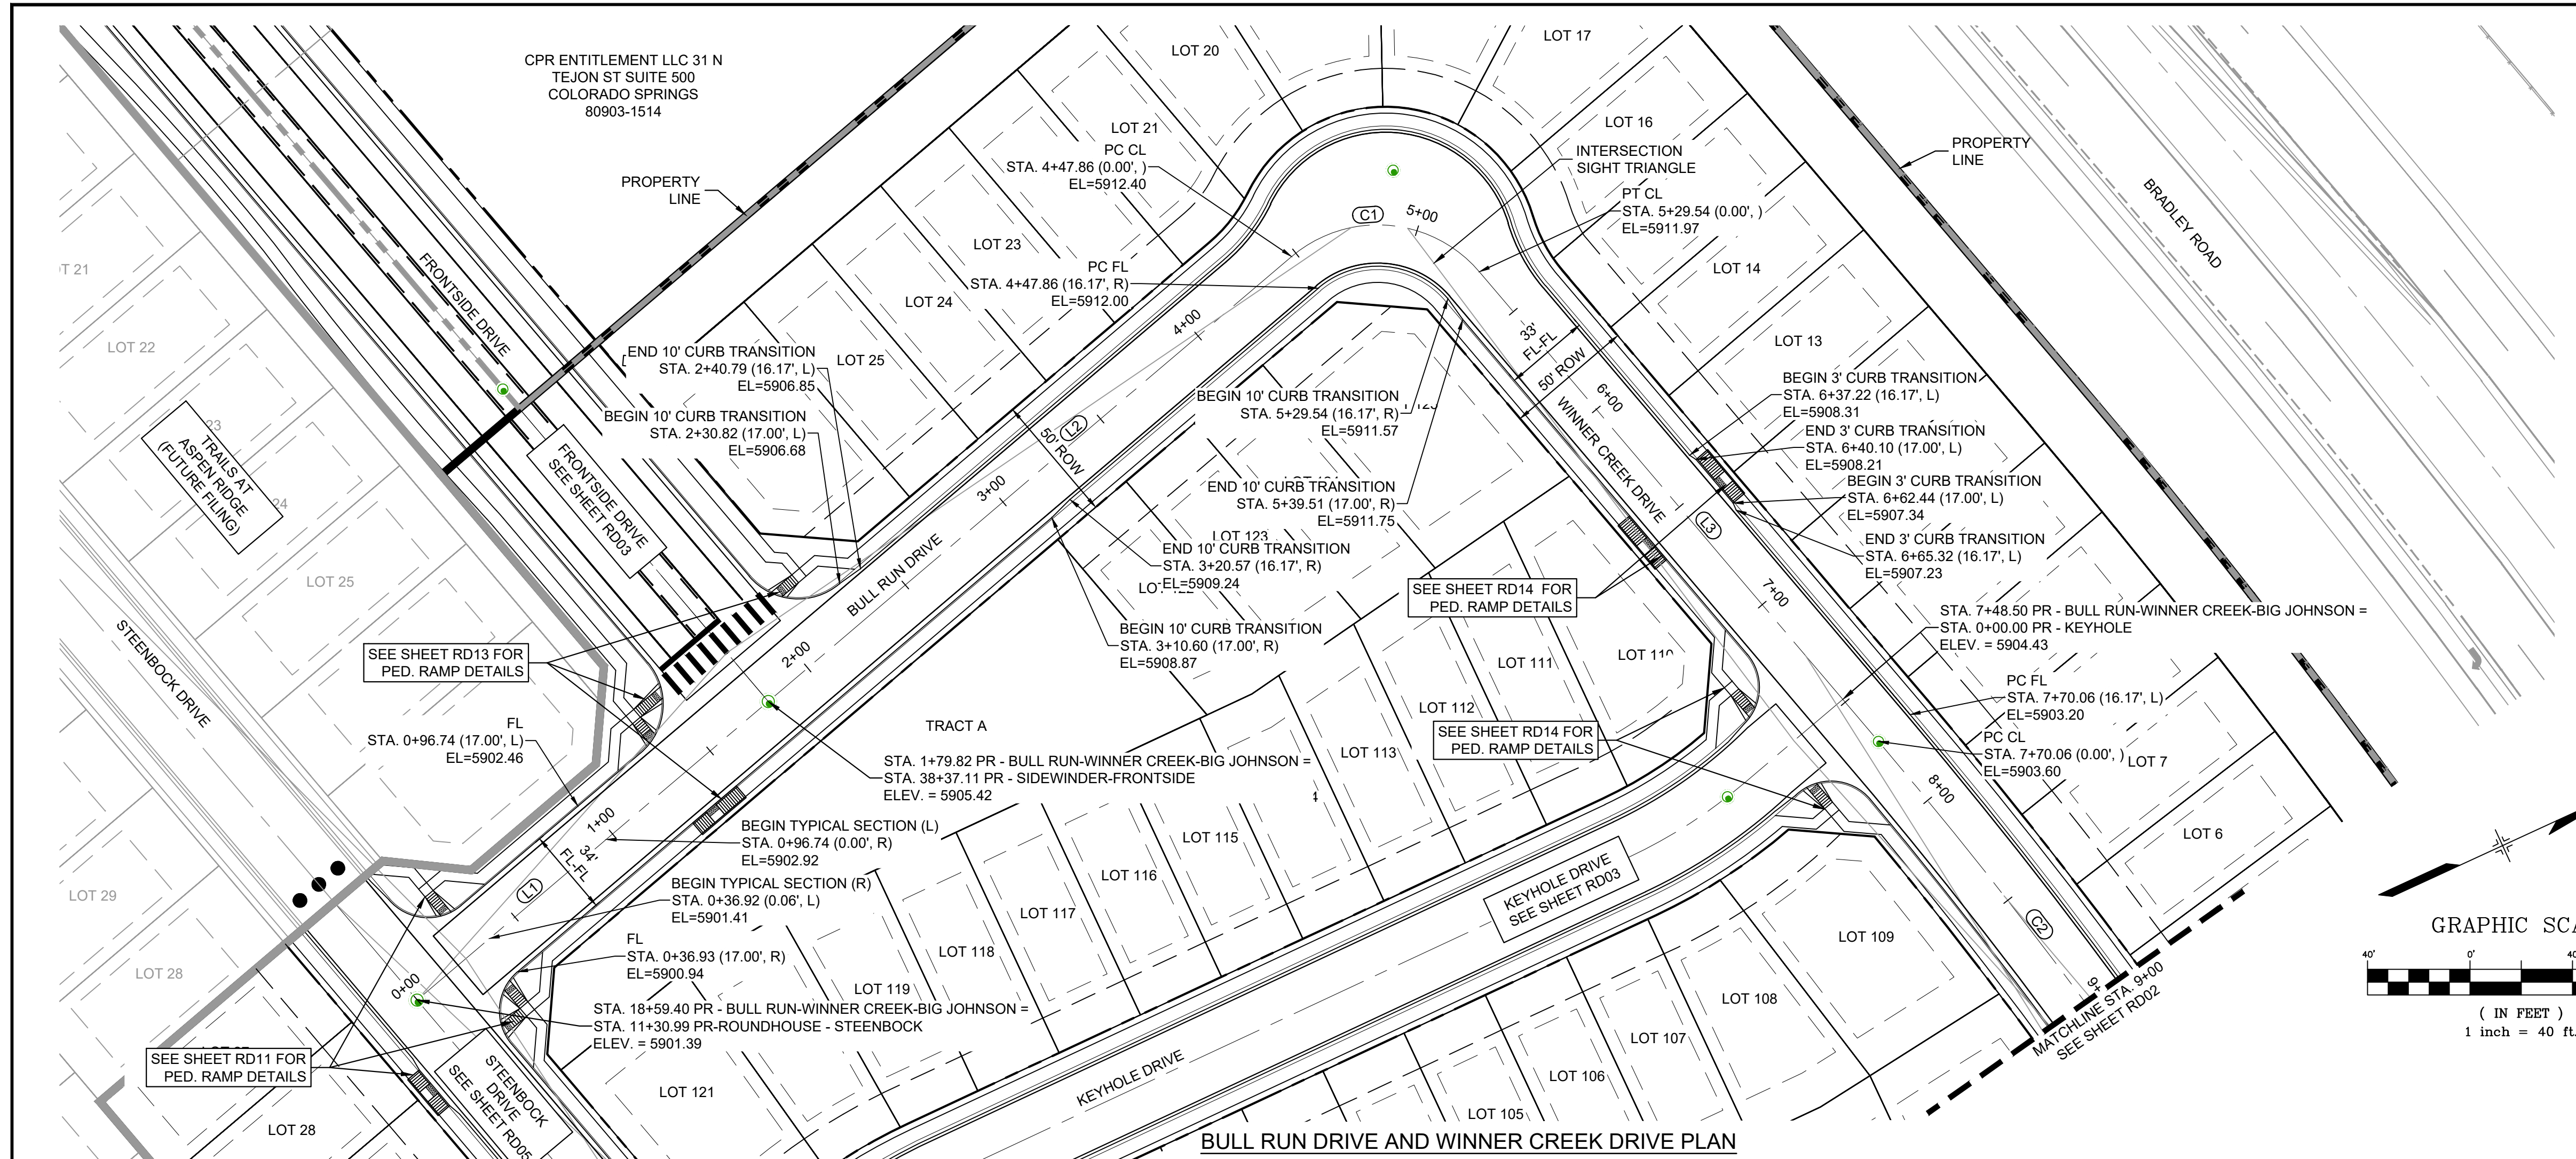 CPR ENTITLEMENT LLC 31 N
TEJON ST SUITE 500
COLORADO SPRINGS
80903-1514
LOT 20
LOT 17
LOT 21
LOT 16
PC CL
STA. 4+47.86 (0.00', )
EL=5912.40
INTERSECTION
SIGHT TRIANGLE
PROPERTY
LINE
PROPERTY
LINE
PT CL
STA. 5+29.54 (0.00', )
EL=5911.97
BRADLEY ROAD
C1
5+00
LOT 23
LOT 14
PC FL
STA. 4+47.86 (16.17', R)
EL=5912.00
LOT 24
FRONTSIDE DRIVE
LOT 22
4+00
33'
FL-FL
50' ROW
LOT 13
END 10' CURB TRANSITION
STA. 2+40.79 (16.17', L)
EL=5906.85
LOT 25
BEGIN 10' CURB TRANSITION
STA. 2+30.82 (17.00', L)
EL=5906.68
BEGIN 10' CURB TRANSITION
STA. 5+29.54 (16.17', R)
EL=5911.57
BEGIN 3' CURB TRANSITION
STA. 6+37.22 (16.17', L)
EL=5908.31
END 3' CURB TRANSITION
STA. 6+40.10 (17.00', L)
EL=5908.21
BEGIN 3' CURB TRANSITION
STA. 6+62.44 (17.00', L)
EL=5907.34
END 3' CURB TRANSITION
STA. 6+65.32 (16.17', L)
EL=5907.23
6+00
WINNER CREEK DRIVE
L2
50' ROW
23
24
TRAILS AT
ASPEN RIDGE
(FUTURE FILING)
FRONTSIDE DRIVE
SEE SHEET RD03
3+00
END 10' CURB TRANSITION
STA. 5+39.51 (17.00', R)
EL=5911.75
L3
LOT 123
END 10' CURB TRANSITION
STA. 3+20.57 (16.17', R)
EL=5909.24
BULL RUN DRIVE
LOT 25
SEE SHEET RD14 FOR
PED. RAMP DETAILS
7+00
STA. 7+48.50 PR - BULL RUN-WINNER CREEK-BIG JOHNSON =
STA. 0+00.00 PR - KEYHOLE
ELEV. = 5904.43
BEGIN 10' CURB TRANSITION
STA. 3+10.60 (17.00', R)
EL=5908.87
2+00
SEE SHEET RD13 FOR
PED. RAMP DETAILS
STEENBOCK DRIVE
LOT 111
LOT 112
PC FL
STA. 7+70.06 (16.17', L)
EL=5903.20
PC CL
STA. 7+70.06 (0.00', )
EL=5903.60
LOT 7
FL
STA. 0+96.74 (17.00', L)
EL=5902.46
TRACT A
SEE SHEET RD14 FOR
PED. RAMP DETAILS
LOT 113
STA. 1+79.82 PR - BULL RUN-WINNER CREEK-BIG JOHNSON =
STA. 38+37.11 PR - SIDEWINDER-FRONTSIDE
ELEV. = 5905.42
8+00
1+00
34'
FL-FL
BEGIN TYPICAL SECTION (L)
STA. 0+96.74 (0.00', R)
EL=5902.92
LOT 115
LOT 6
LOT 116
KEYHOLE DRIVE
SEE SHEET RD03
L1
BEGIN TYPICAL SECTION (R)
STA. 0+36.92 (0.06', L)
EL=5901.41
LOT 29
LOT 117
C2
LOT 109
LOT 118
FL
STA. 0+36.93 (17.00', R)
EL=5900.94
LOT 28
0+00
LOT 119
LOT 108
STA. 18+59.40 PR - BULL RUN-WINNER CREEK-BIG JOHNSON =
STA. 11+30.99 PR-ROUNDHOUSE - STEENBOCK
ELEV. = 5901.39
MATCHLINE STA. 9+00
SEE SHEET RD02
40'
0'
( IN FEET )
1 inch = 40 ft.
GRAPHIC
LOT 107
SEE SHEET RD11 FOR
PED. RAMP DETAILS
STEENBOCK
DRIVE
SEE SHEET RD05
LOT 106
KEYHOLE DRIVE
LOT 121
LOT 105
LOT 28
BULL RUN DRIVE AND WINNER CREEK DRIVE PLAN